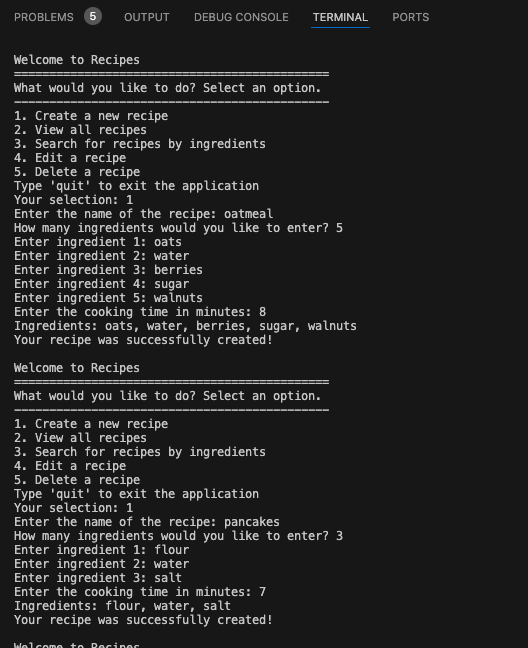 PROBLEMS 5 OUTPUT DEBUG CONSOLE TERMINAL PORTS
Welcome to Recipes
=============================================
What would you like to do? Select an option.
---------------------------------------------
1. Create a new recipe
2. View all recipes
3. Search for recipes by ingredients
4. Edit a recipe
5. Delete a recipe
Type 'quit' to exit the application
Your selection: 1
Enter the name of the recipe: oatmeal
How many ingredients would you like to enter? 5
Enter ingredient 1: oats
Enter ingredient 2: water
Enter ingredient 3: berries
Enter ingredient 4: sugar
Enter ingredient 5: walnuts
Enter the cooking time in minutes: 8
Ingredients: oats, water, berries, sugar, walnuts
Your recipe was successfully created!
Welcome to Recipes
=============================================
What would you like to do? Select an option.
---------------------------------------------
1. Create a new recipe
2. View all recipes
3. Search for recipes by ingredients
4. Edit a recipe
5. Delete a recipe
Type 'quit' to exit the application
Your selection: 1
Enter the name of the recipe: pancakes
How many ingredients would you like to enter? 3
Enter ingredient 1: flour
Enter ingredient 2: water
Enter ingredient 3: salt
Enter the cooking time in minutes: 7
Ingredients: flour, water, salt
Your recipe was successfully created!
Welcome to Recipes